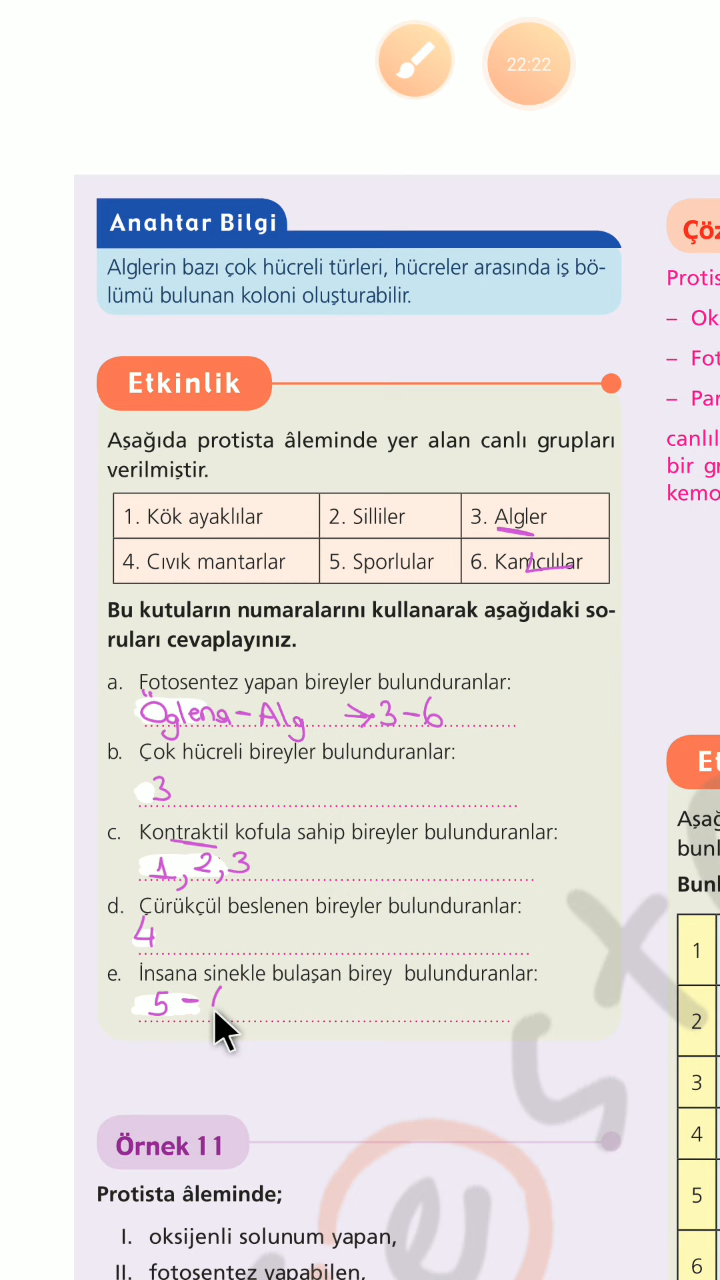 22:22
Anahtar Bilgi
Alglerin bazı çok hücreli türleri, hücreler arasında iş bö-
lümü bulunan koloni oluşturabilir.
Etkinlik
Aşağıda protista âleminde yer alan canlı grupları
verilmiştir.
1. Kök ayaklılar
2. Silliler
3. Algler
4. Cıvık mantarlar
5. Sporlular
6. Kamçılılar
Bu kutuların numaralarını kullanarak aşağıdaki so-
ruları cevaplayınız.
a. Fotosentez yapan bireyler bulunduranlar:
Öglena - Alg → 3-6
b. Çok hücreli bireyler bulunduranlar:
3
c. Kontraktil kofula sahip bireyler bulunduranlar:
1, 2, 3
d. Çürükçül beslenen bireyler bulunduranlar:
4
e. İnsana sinekle bulaşan birey bulunduranlar:
5 -
Örnek 11
Protista âleminde;
I. oksijenli solunum yapan,
II. fotosentez yapabilen,
Çöz
Protis
– Ok
– Fot
– Par
canlıl
bir gr
kemo
Et
Aşağ
bunl
Bunl
1
2
3
4
5
6